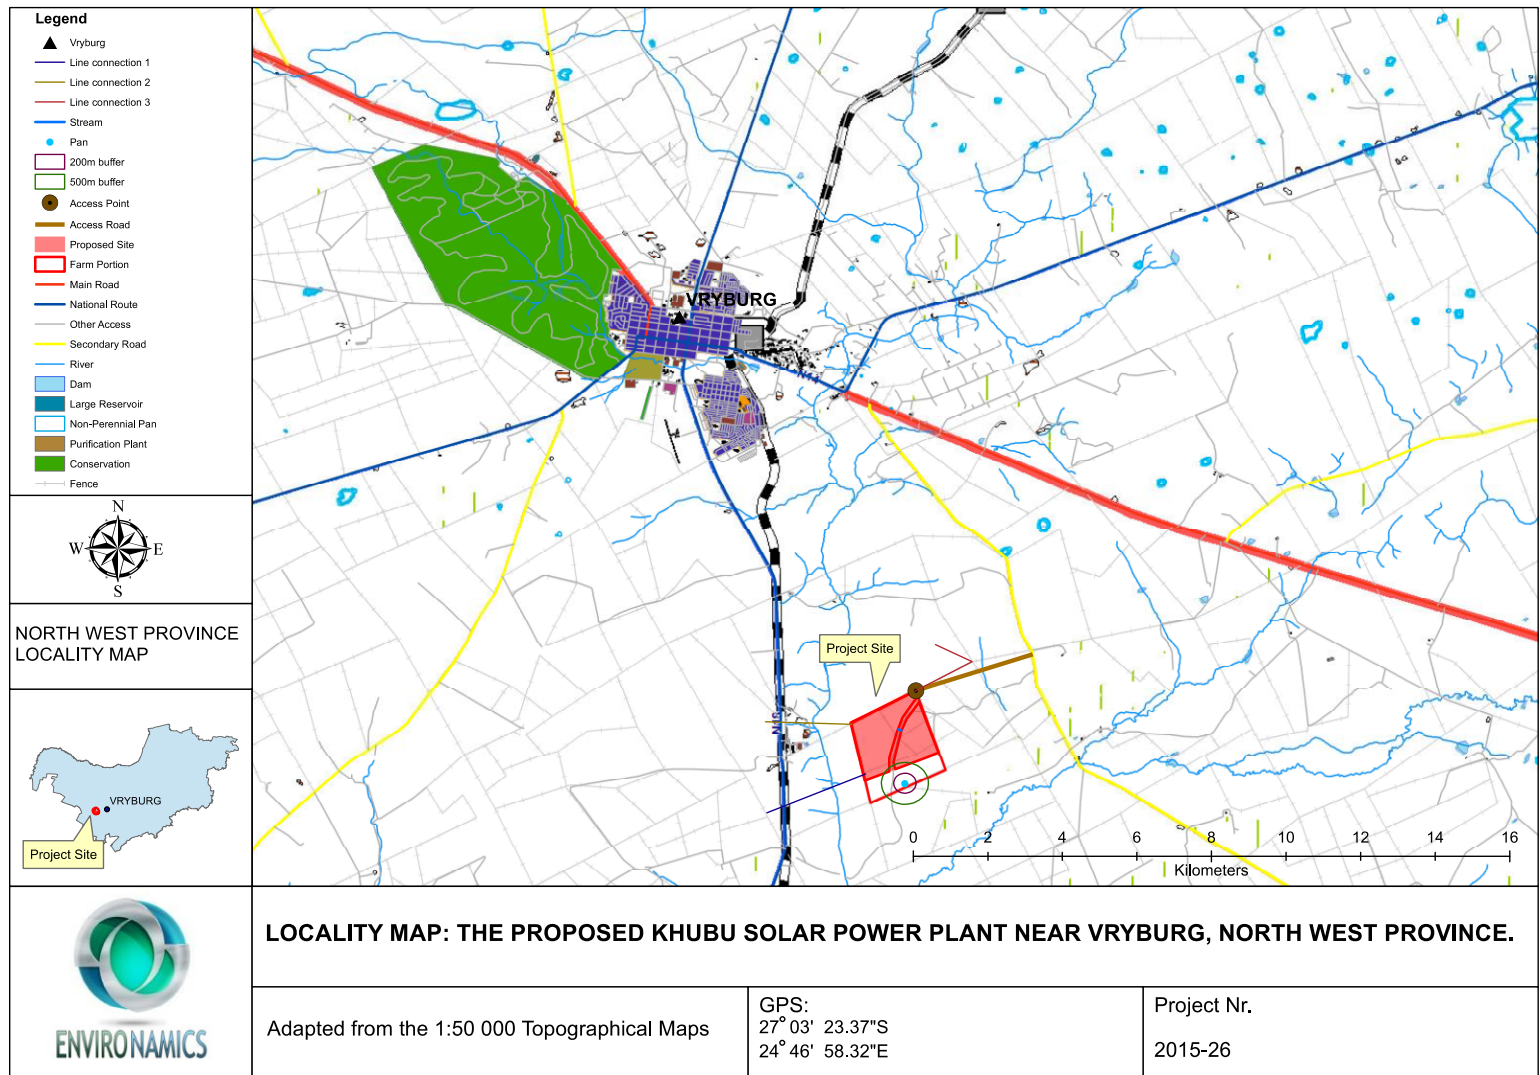 Legend
Vryburg
Line connection 1
Line connection 2
Line connection 3
Stream
Pan
200m buffer
500m buffer
Access Point
Access Road
Proposed Site
Farm Portion
Main Road
National Route
Other Access
Secondary Road
River
Dam
Large Reservoir
Non-Perennial Pan
Purification Plant
Conservation
Fence
N
W
E
S
NORTH WEST PROVINCE
LOCALITY MAP
VRYBURG
Project Site
VRYBURG
N14
Project Site
N18
0 2 4 6 8 10 12 14 16
Kilometers
ENVIRONAMICS
LOCALITY MAP: THE PROPOSED KHUBU SOLAR POWER PLANT NEAR VRYBURG, NORTH WEST PROVINCE.
Adapted from the 1:50 000 Topographical Maps
GPS:
27° 03' 23.37"S
24° 46' 58.32"E
Project Nr.
2015-26